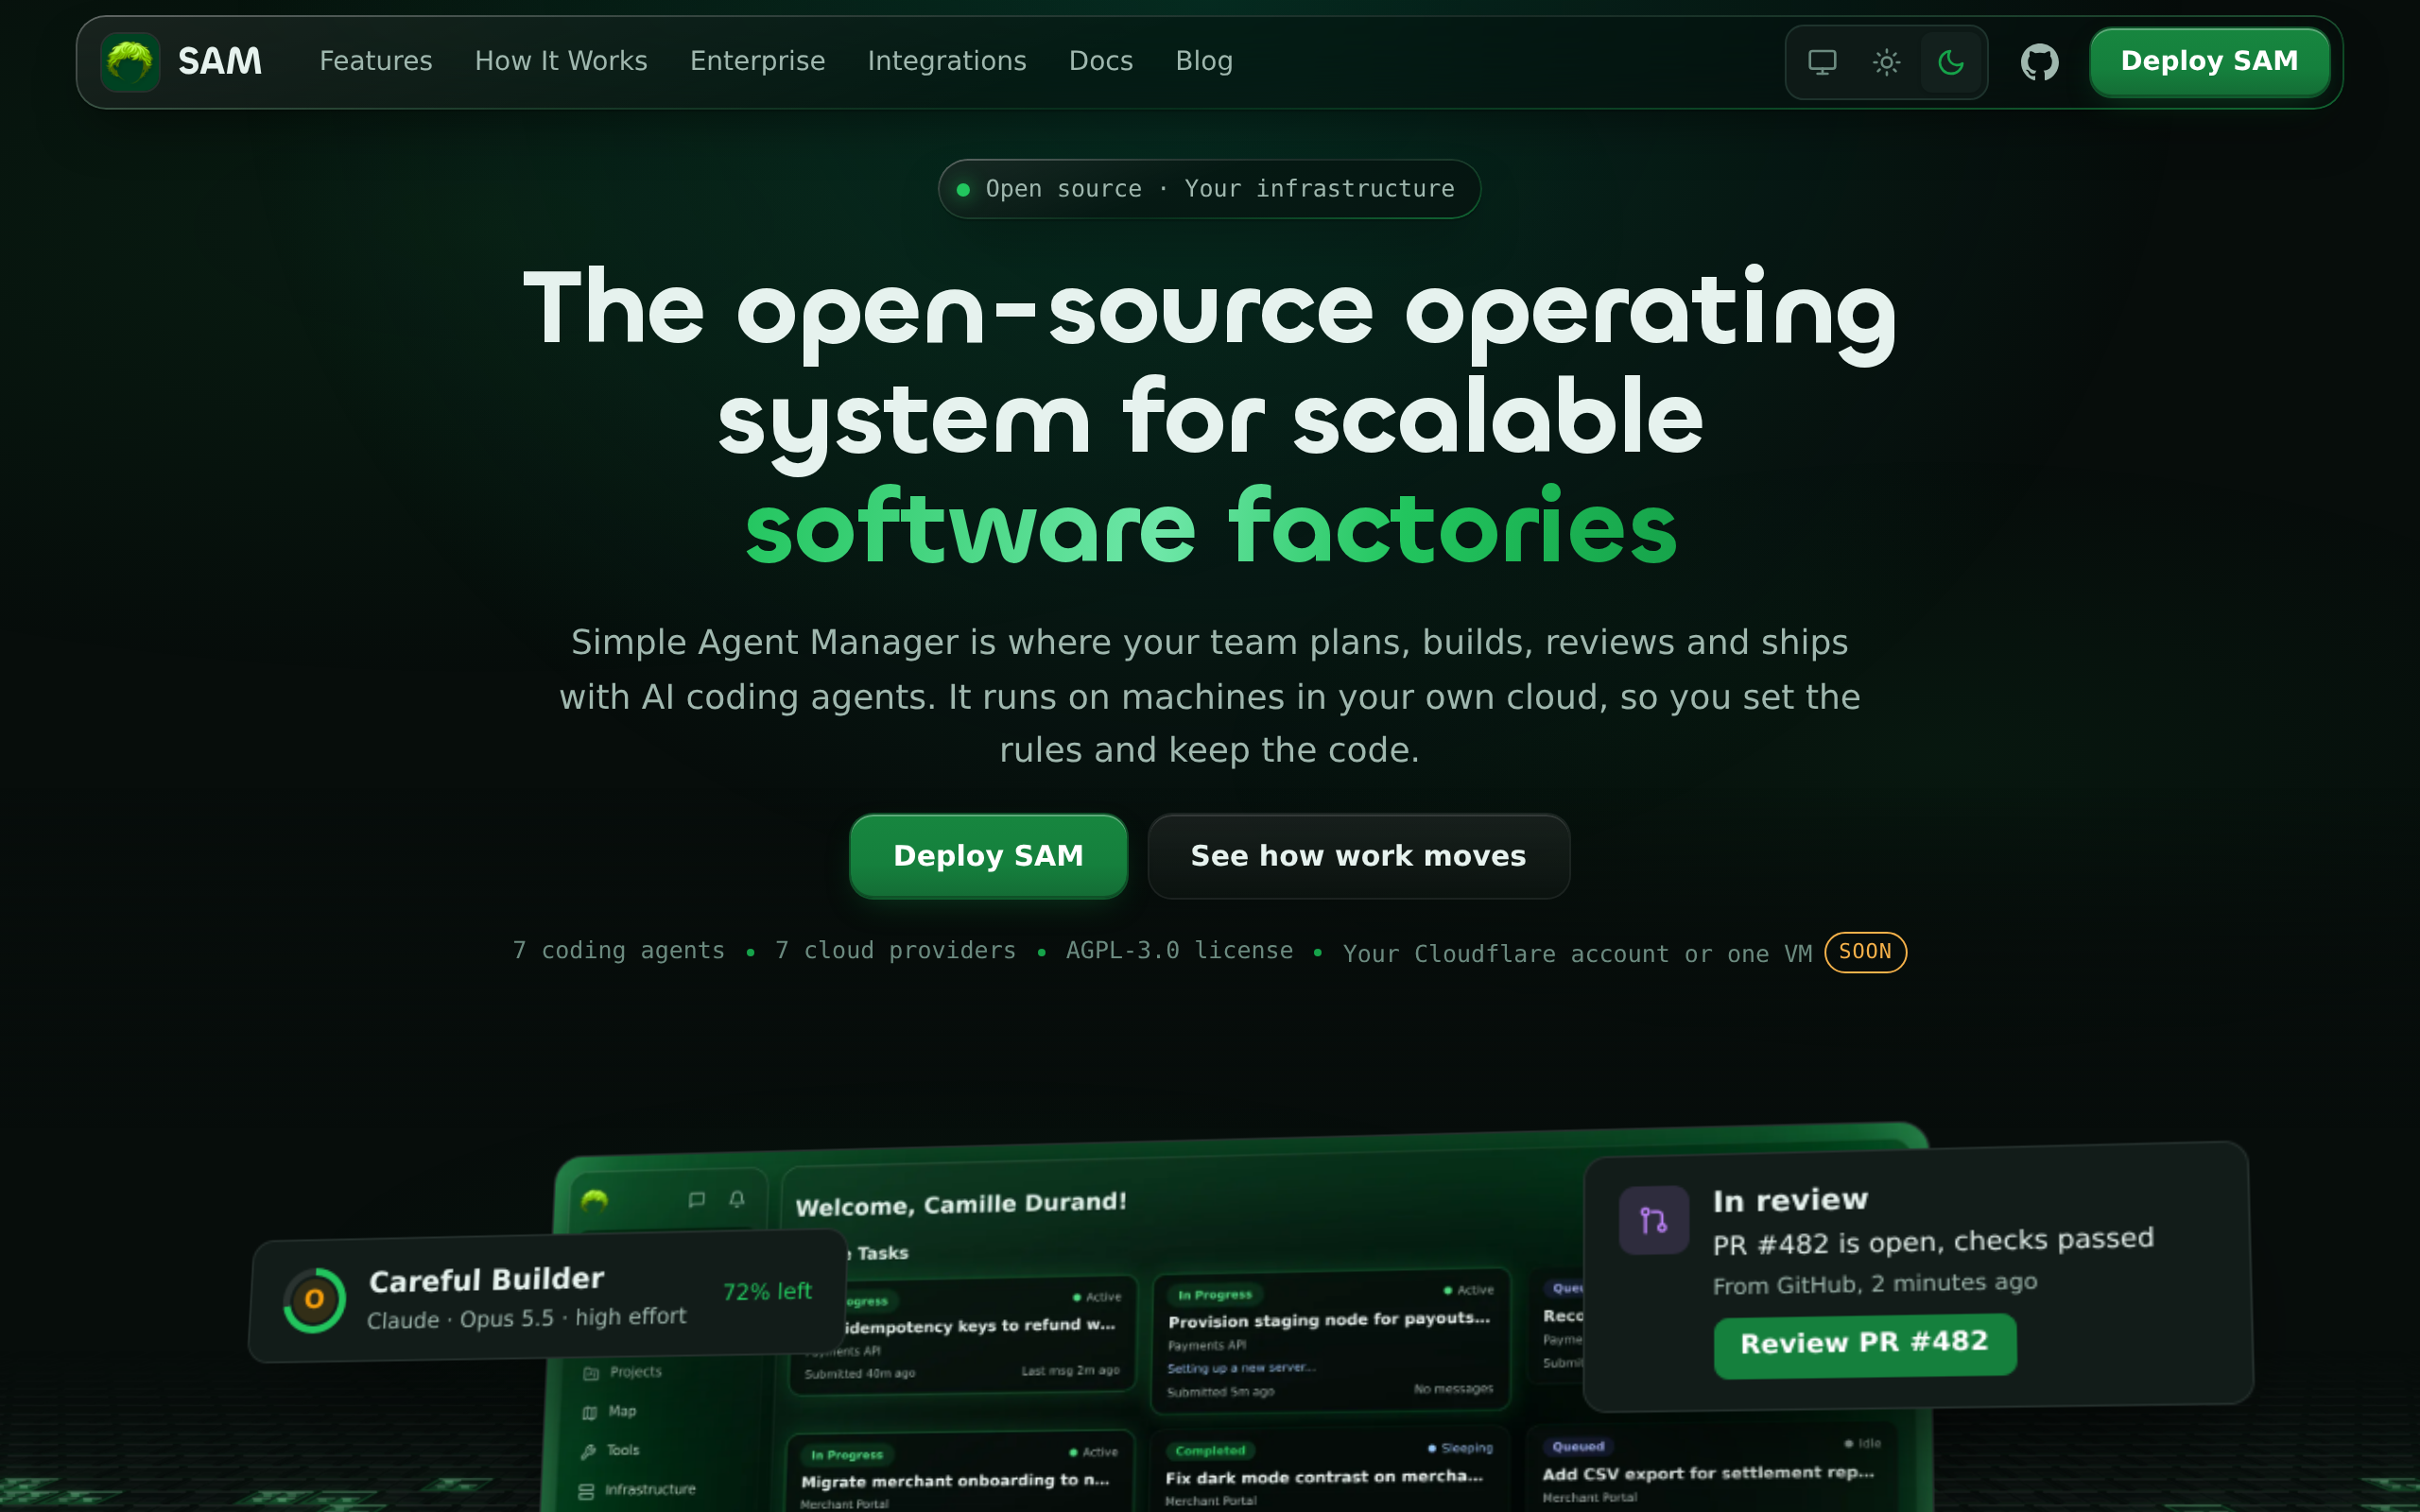 SAM
Features
How It Works
Enterprise
Integrations
Docs
Blog
Deploy SAM
Open source · Your infrastructure
The open-source operating
system for scalable
software factories
Simple Agent Manager is where your team plans, builds, reviews and ships
with AI coding agents. It runs on machines in your own cloud, so you set the
rules and keep the code.
Deploy SAM
See how work moves
7 coding agents • 7 cloud providers • AGPL-3.0 license • Your Cloudflare account or one VM SOON
Welcome, Camille Durand!
Tasks
Careful Builder
Claude · Opus 5.5 · high effort
72% left
In review
PR #482 is open, checks passed
From GitHub, 2 minutes ago
Review PR #482
Projects
Map
Tools
Infrastructure
Active
idempotency keys to refund w...
Payments API
Submitted 40m ago
Last msg 2m ago
In Progress
Active
Provision staging node for payouts...
Payments API
Setting up a new server...
Submitted 5m ago
No messages
In Progress
Active
Migrate merchant onboarding to n...
Merchant Portal
Completed
Sleeping
Fix dark mode contrast on mercha...
Merchant Portal
Queued
Idle
Add CSV export for settlement rep...
Merchant Portal